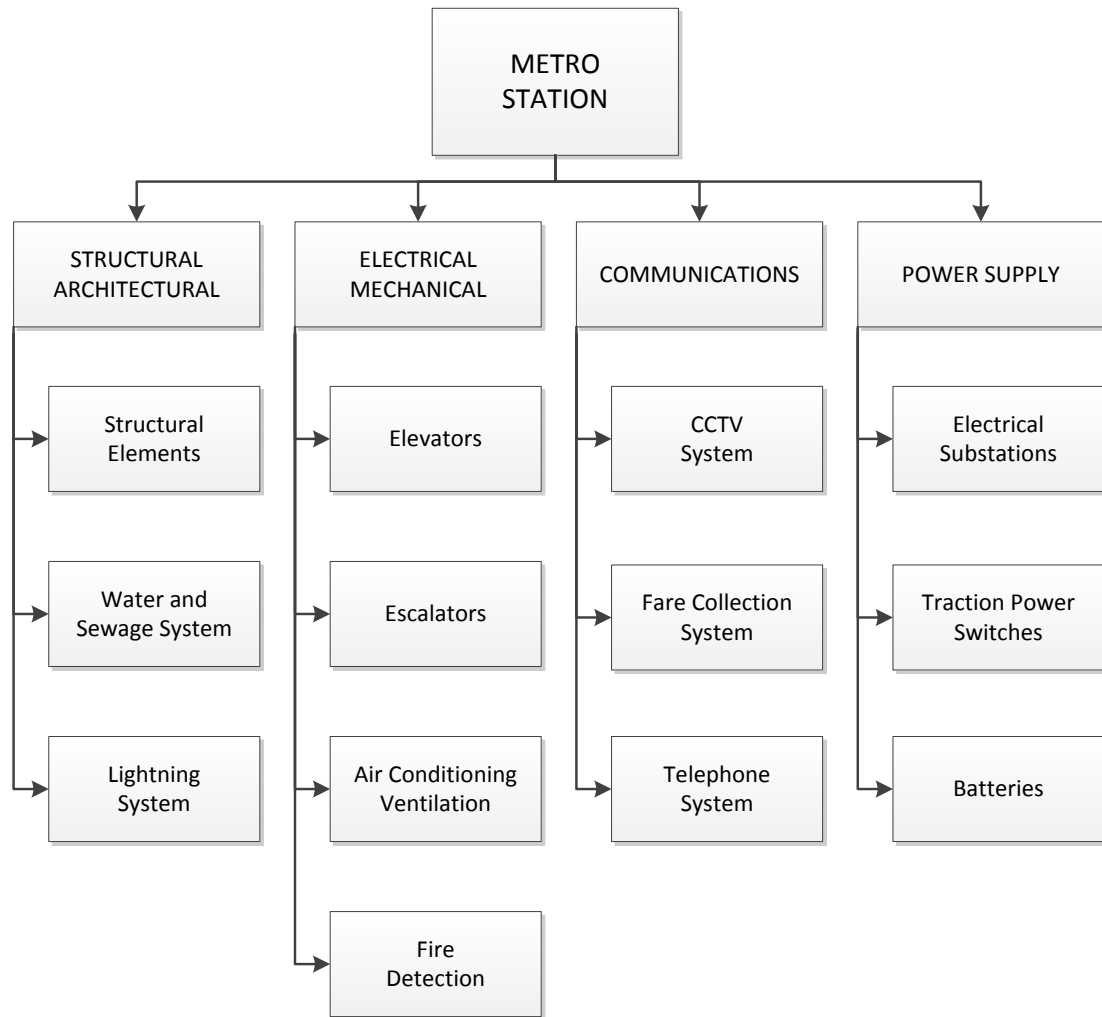 METRO
STATION
STRUCTURAL
ARCHITECTURAL
ELECTRICAL
MECHANICAL
COMMUNICATIONS
POWER SUPPLY
Structural
Elements
Elevators
CCTV
System
Electrical
Substations
Water and
Sewage System
Escalators
Fare Collection
System
Traction Power
Switches
Lightning
System
Air Conditioning
Ventilation
Telephone
System
Batteries
Fire
Detection